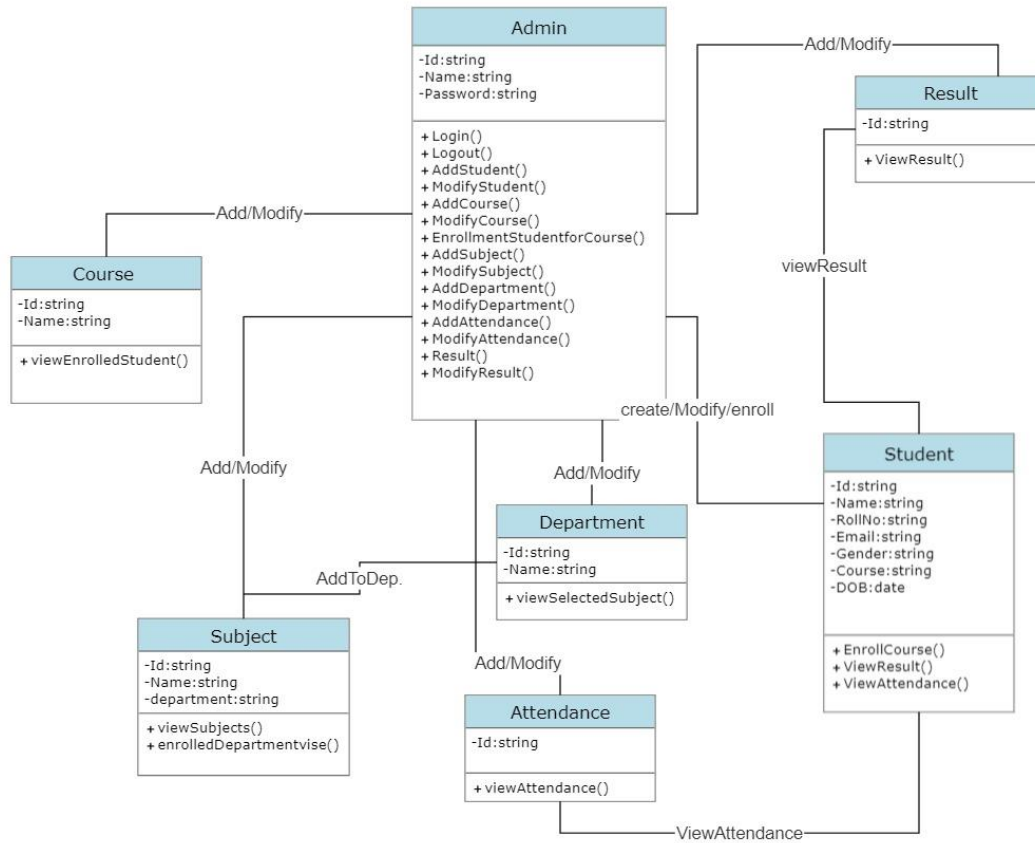 Admin
-Id:string
-Name:string
-Password:string
+Login()
+Logout()
+AddStudent()
+ModifyStudent()
+AddCourse()
+ModifyCourse()
+EnrollmentStudentforCourse()
+AddSubject()
+ModifySubject()
+AddDepartment()
+ModifyDepartment()
+AddAttendance()
+ModifyAttendance()
+Result()
+ModifyResult()
Add/Modify
Result
-Id:string
+ViewResult()
Add/Modify
Course
-Id:string
-Name:string
+viewEnrolledStudent()
viewResult
create/Modify/enroll
Add/Modify
Add/Modify
Student
-Id:string
-Name:string
-RollNo:string
-Email:string
-Gender:string
-Course:string
-DOB:date
+EnrollCourse()
+ViewResult()
+ViewAttendance()
Department
-Id:string
-Name:string
+viewSelectedSubject()
AddToDep.
Subject
-Id:string
-Name:string
-department:string
+viewSubjects()
+enrolledDepartmentvise()
Add/Modify
Attendance
-Id:string
+viewAttendance()
ViewAttendance